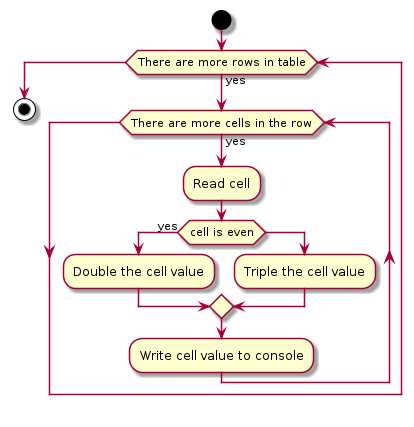 There are more rows in table
yes
There are more cells in the row
yes
Read cell
yes
cell is even
Double the cell value
Triple the cell value
Write cell value to console